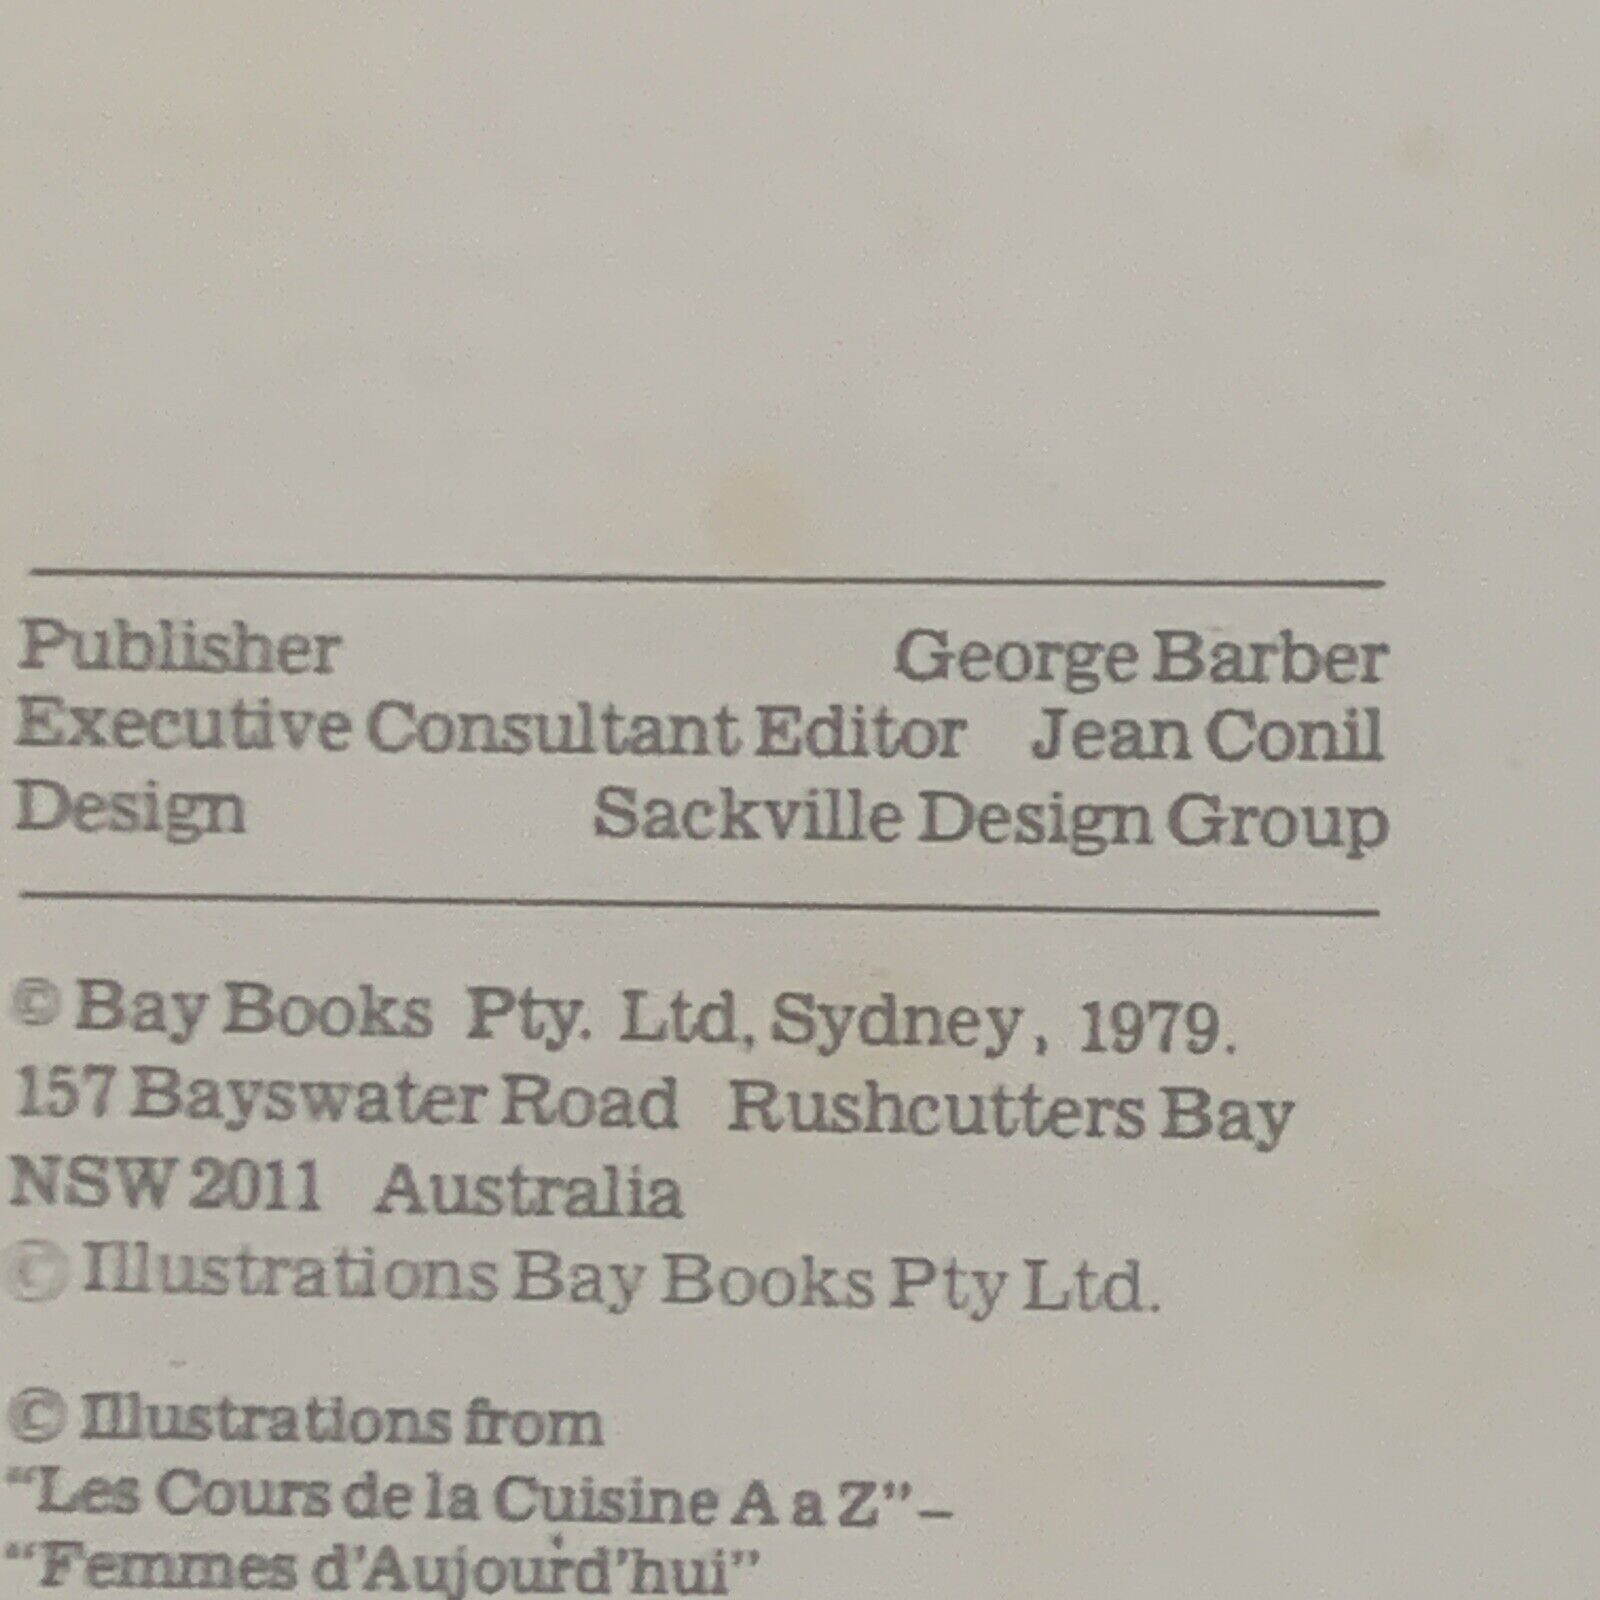 Publisher George Barber
Executive Consultant Editor Jean Conil
Design Sackville Design Group
© Bay Books Pty. Ltd, Sydney, 1979.
157 Bayswater Road Rushcutters Bay
NSW 2011 Australia
© Illustrations Bay Books Pty Ltd.
© Illustrations from
“Les Cours de la Cuisine A a Z” –
“Femmes d'Aujourd'hui”